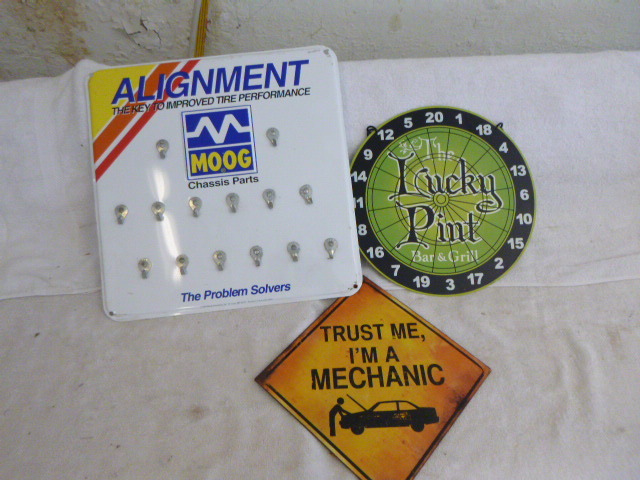 ALIGNMENT
THE KEY TO IMPROVED TIRE PERFORMANCE
MOOG
Chassis Parts
The Problem Solvers
20 1 18 4 13 6 10 15 2 17 3 19 7 16 8 11 14 9 12 5
The
Lucky
Pint
Bar & Grill
TRUST ME,
I'M A
MECHANIC